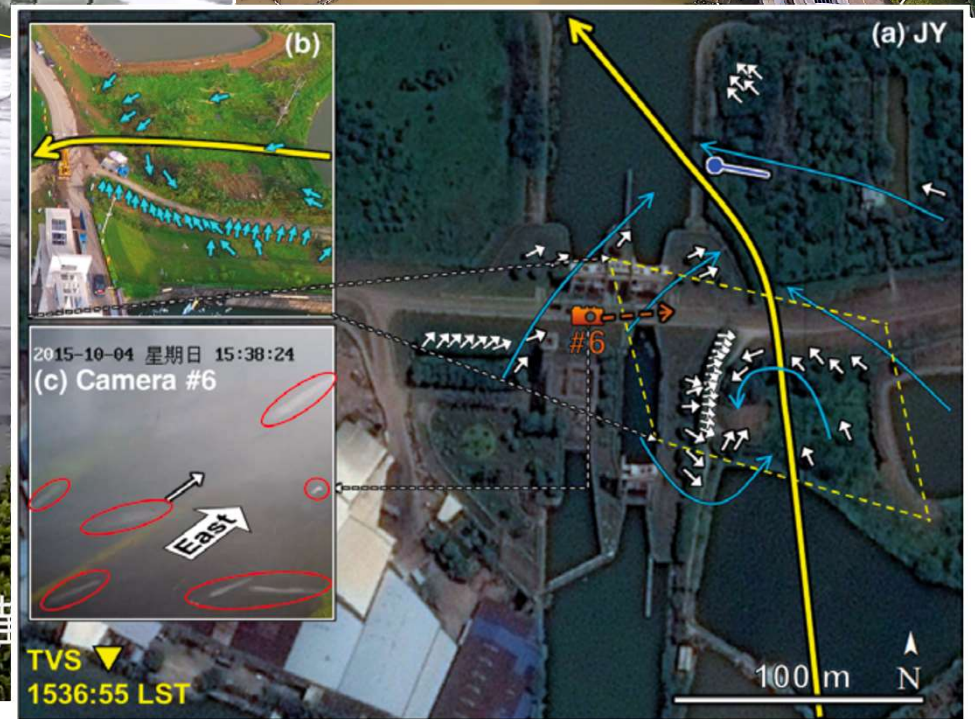 (b)
(a) JY
#6
2015-10-04 星期日 15:38:24
(c) Camera #6
East
TVS
1536:55 LST
100 m
N